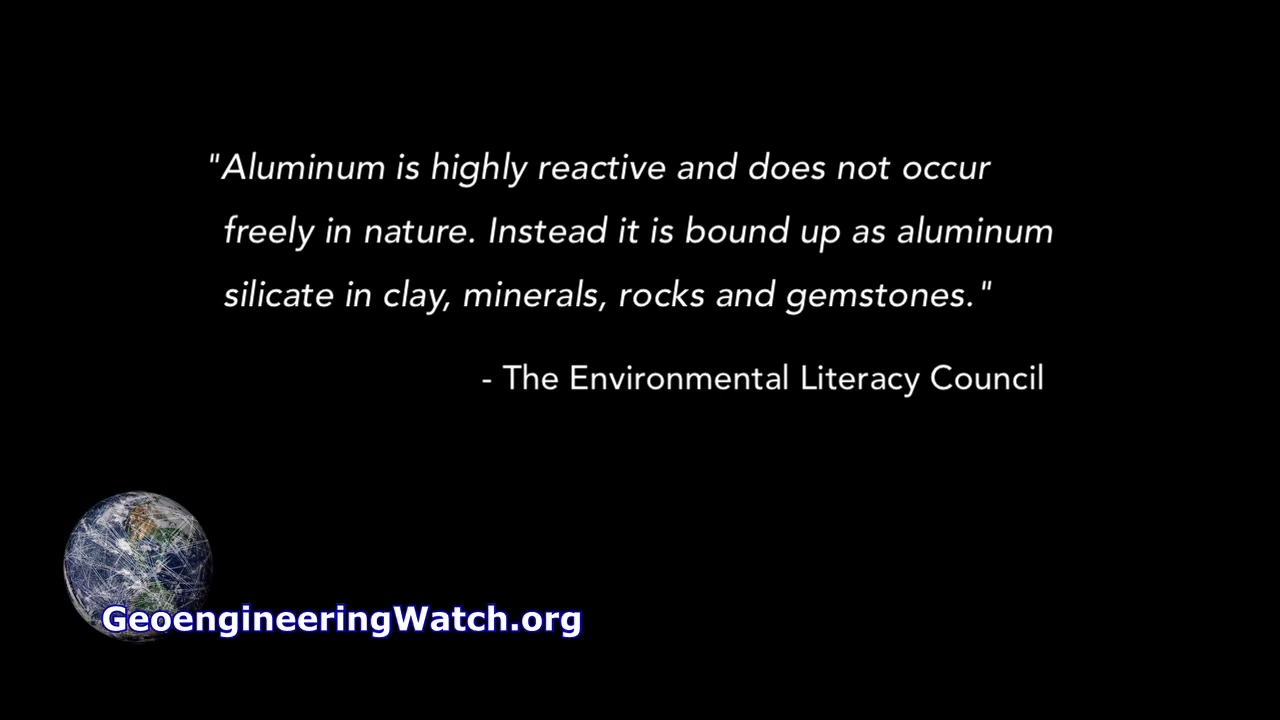 "Aluminum is highly reactive and does not occur
freely in nature. Instead it is bound up as aluminum
silicate in clay, minerals, rocks and gemstones."
- The Environmental Literacy Council
GeoengineeringWatch.org